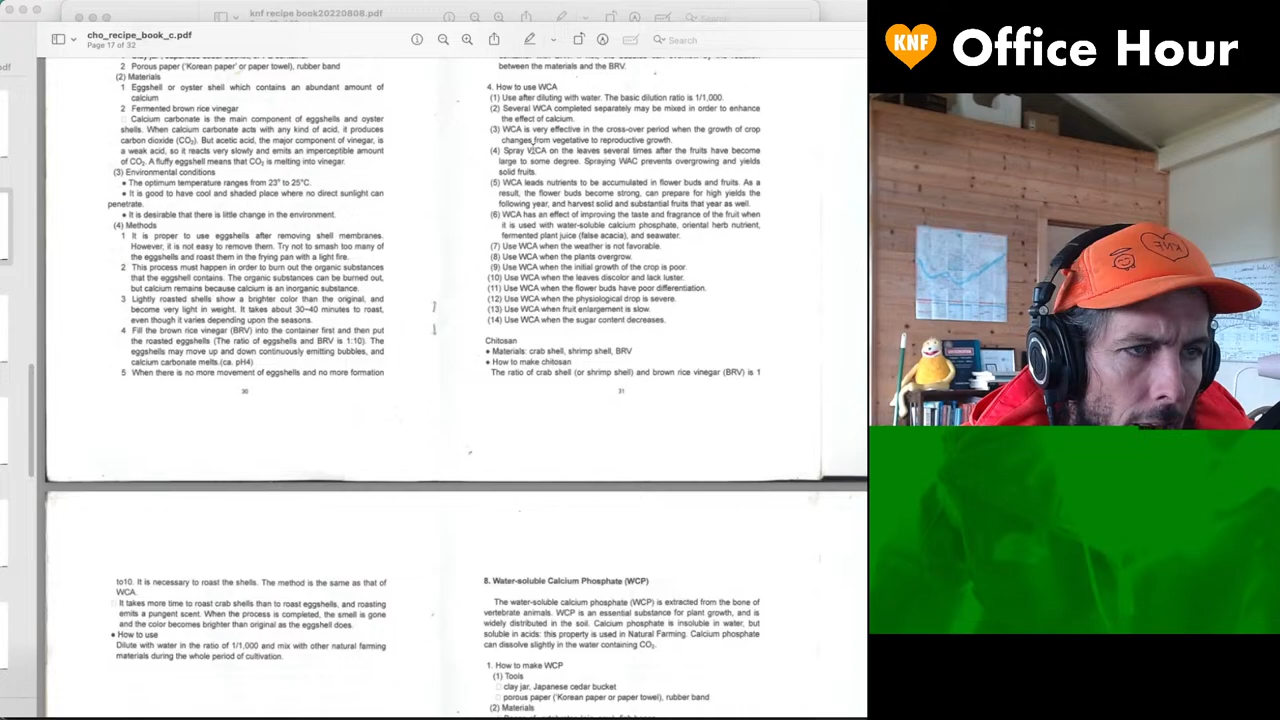 knf recipe book20220808.pdf
cho_recipe_book_c.pdf
Page 17 of 32
Search
2 Porous paper ('Korean paper' or paper towel), rubber band
(2) Materials
1 Eggshell or oyster shell which contains an abundant amount of
calcium
2 Fermented brown rice vinegar
Calcium carbonate is the main component of eggshells and oyster
shells. When calcium carbonate acts with any kind of acid, it produces
carbon dioxide (CO₂). But acetic acid, the major component of vinegar, is
a weak acid, so it reacts very slowly and emits an imperceptible amount
of CO₂. A fluffy eggshell means that CO₂ is melting into vinegar.
(3) Environmental conditions
• The optimum temperature ranges from 23° to 25°C.
• It is good to have cool and shaded place where no direct sunlight can
penetrate.
• It is desirable that there is little change in the environment.
(4) Methods
1 It is proper to use eggshells after removing shell membranes.
However, it is not easy to remove them. Try not to smash too many of
the eggshells and roast them in the frying pan with a light fire.
2 This process must happen in order to burn out the organic substances
that the eggshell contains. The organic substances can be burned out,
but calcium remains because calcium is an inorganic substance.
3 Lightly roasted shells show a brighter color than the original, and
become very light in weight. It takes about 30~40 minutes to roast,
even though it varies depending upon the seasons.
4 Fill the brown rice vinegar (BRV) into the container first and then put
the roasted eggshells (The ratio of eggshells and BRV is 1:10). The
eggshells may move up and down continuously emitting bubbles, and
calcium carbonate melts.(ca. pH4)
5 When there is no more movement of eggshells and no more formation
30
between the materials and the BRV.
4. How to use WCA
(1) Use after diluting with water. The basic dilution ratio is 1/1,000.
(2) Several WCA completed separately may be mixed in order to enhance
the effect of calcium.
(3) WCA is very effective in the cross-over period when the growth of crop
changes from vegetative to reproductive growth.
(4) Spray WCA on the leaves several times after the fruits have become
large to some degree. Spraying WAC prevents overgrowing and yields
solid fruits.
(5) WCA leads nutrients to be accumulated in flower buds and fruits. As a
result, the flower buds become strong, can prepare for high yields the
following year, and harvest solid and substantial fruits that year as well.
(6) WCA has an effect of improving the taste and fragrance of the fruit when
it is used with water-soluble calcium phosphate, oriental herb nutrient,
fermented plant juice (false acacia), and seawater.
(7) Use WCA when the weather is not favorable.
(8) Use WCA when the plants overgrow.
(9) Use WCA when the initial growth of the crop is poor.
(10) Use WCA when the leaves discolor and lack luster.
(11) Use WCA when the flower buds have poor differentiation.
(12) Use WCA when the physiological drop is severe.
(13) Use WCA when fruit enlargement is slow.
(14) Use WCA when the sugar content decreases.
Chitosan
• Materials: crab shell, shrimp shell, BRV
• How to make chitosan
The ratio of crab shell (or shrimp shell) and brown rice vinegar (BRV) is 1
31
to10. It is necessary to roast the shells. The method is the same as that of
WCA.
It takes more time to roast crab shells than to roast eggshells, and roasting
emits a pungent scent. When the process is completed, the smell is gone
and the color becomes brighter than original as the eggshell does.
• How to use
Dilute with water in the ratio of 1/1,000 and mix with other natural farming
materials during the whole period of cultivation.
8. Water-soluble Calcium Phosphate (WCP)
The water-soluble calcium phosphate (WCP) is extracted from the bone of
vertebrate animals. WCP is an essential substance for plant growth, and is
widely distributed in the soil. Calcium phosphate is insoluble in water, but
soluble in acids: this property is used in Natural Farming. Calcium phosphate
can dissolve slightly in the water containing CO₂.
1. How to make WCP
(1) Tools
clay jar, Japanese cedar bucket
porous paper ('Korean paper or paper towel), rubber band
(2) Materials
KNF
Office Hour
KNF